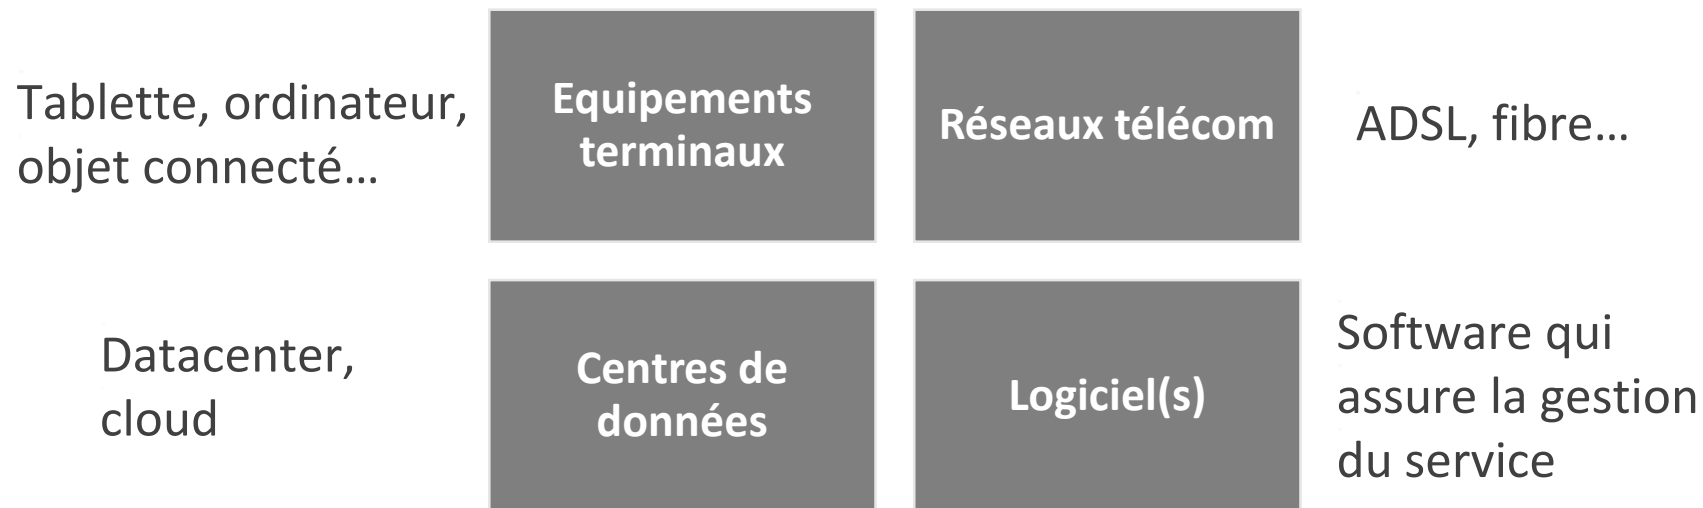 Tablette, ordinateur,
objet connecté…
Equipements
terminaux
Réseaux télécom
ADSL, fibre…
Datacenter,
cloud
Centres de
données
Logiciel(s)
Software qui
assure la gestion
du service